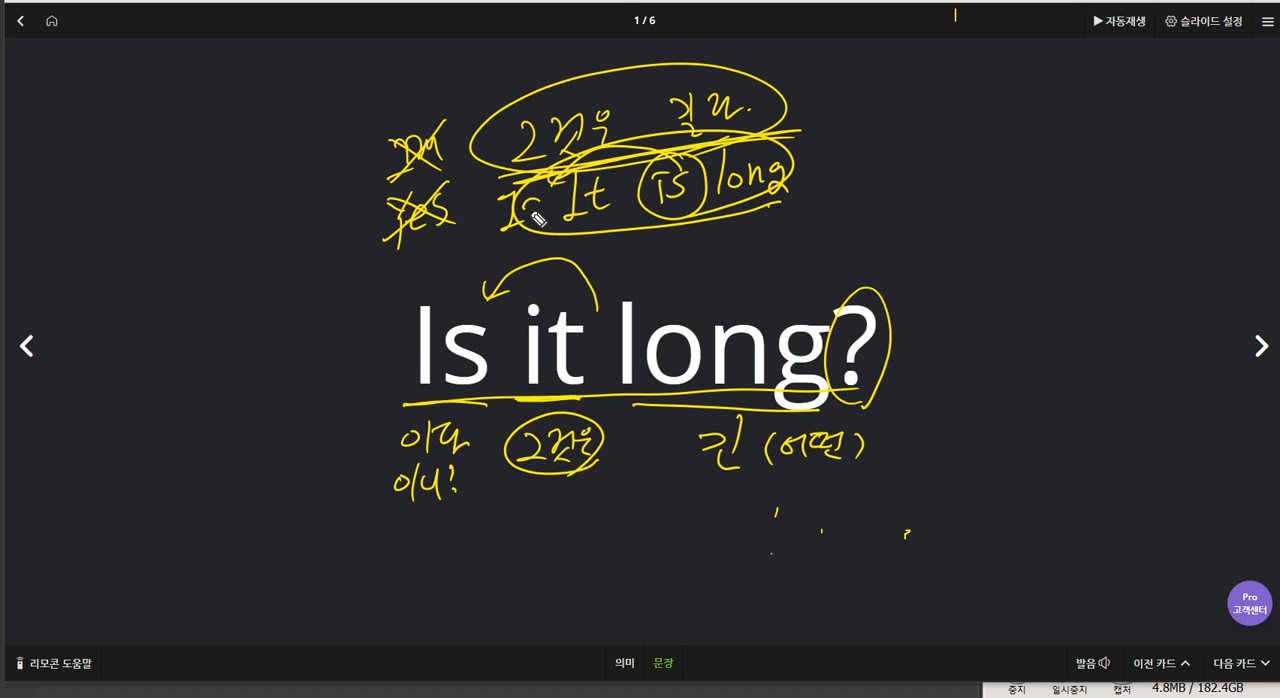 1 / 6
▶ 자동재생
슬라이드 설정
그것은 길다.
It is long
Is it long?
이다
그것은
긴 (어떤)
이니?
Pro
고객센터
리모콘 도움말
의미
문장
발음
이전 카드
다음 카드
중지
일시중지
캡처
4.8MB / 182.4GB